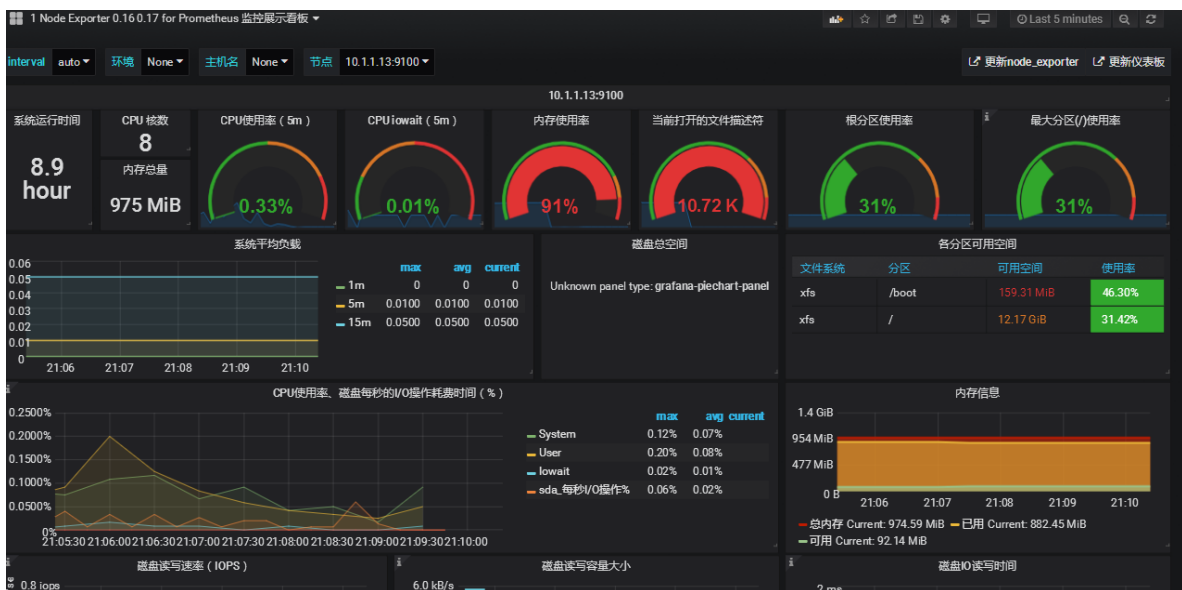 1 Node Exporter 0.16 0.17 for Prometheus 监控展示看板
Last 5 minutes
interval auto 环境 None 主机名 None 节点 10.1.1.13:9100 更新node_exporter 更新仪表板
10.1.1.13:9100
系统运行时间
8.9
hour
CPU 核数
8
内存总量
975 MiB
CPU使用率（5m）
0.33%
CPU iowait（5m）
0.01%
内存使用率
91%
当前打开的文件描述符
10.72 K
根分区使用率
31%
最大分区(/)使用率
31%
系统平均负载
0.06
0.05
0.04
0.03
0.02
0.01
0
21:06 21:07 21:08 21:09 21:10
max avg current
1m 0 0 0
5m 0.0100 0.0100 0.0100
15m 0.0500 0.0500 0.0500
磁盘总空间
Unknown panel type: grafana-piechart-panel
各分区可用空间
文件系统 分区 可用空间 使用率
xfs /boot 159.31 MiB 46.30%
xfs / 12.17 GiB 31.42%
CPU使用率、磁盘每秒的I/O操作耗费时间（%）
0.2500%
0.2000%
0.1500%
0.1000%
0.0500%
0%
21:05:30 21:06:00 21:06:30 21:07:00 21:07:30 21:08:00 21:08:30 21:09:00 21:09:30 21:10:00
max avg current
System 0.12% 0.07%
User 0.20% 0.08%
Iowait 0.02% 0.01%
sda_每秒I/O操作% 0.06% 0.02%
内存信息
1.4 GiB
954 MiB
477 MiB
0 B
21:06 21:07 21:08 21:09 21:10
总内存 Current: 974.59 MiB 已用 Current: 882.45 MiB
可用 Current: 92.14 MiB
磁盘读写速率（IOPS）
0.8 iops
磁盘读写容量大小
6.0 kB/s
磁盘IO读写时间
2 ms